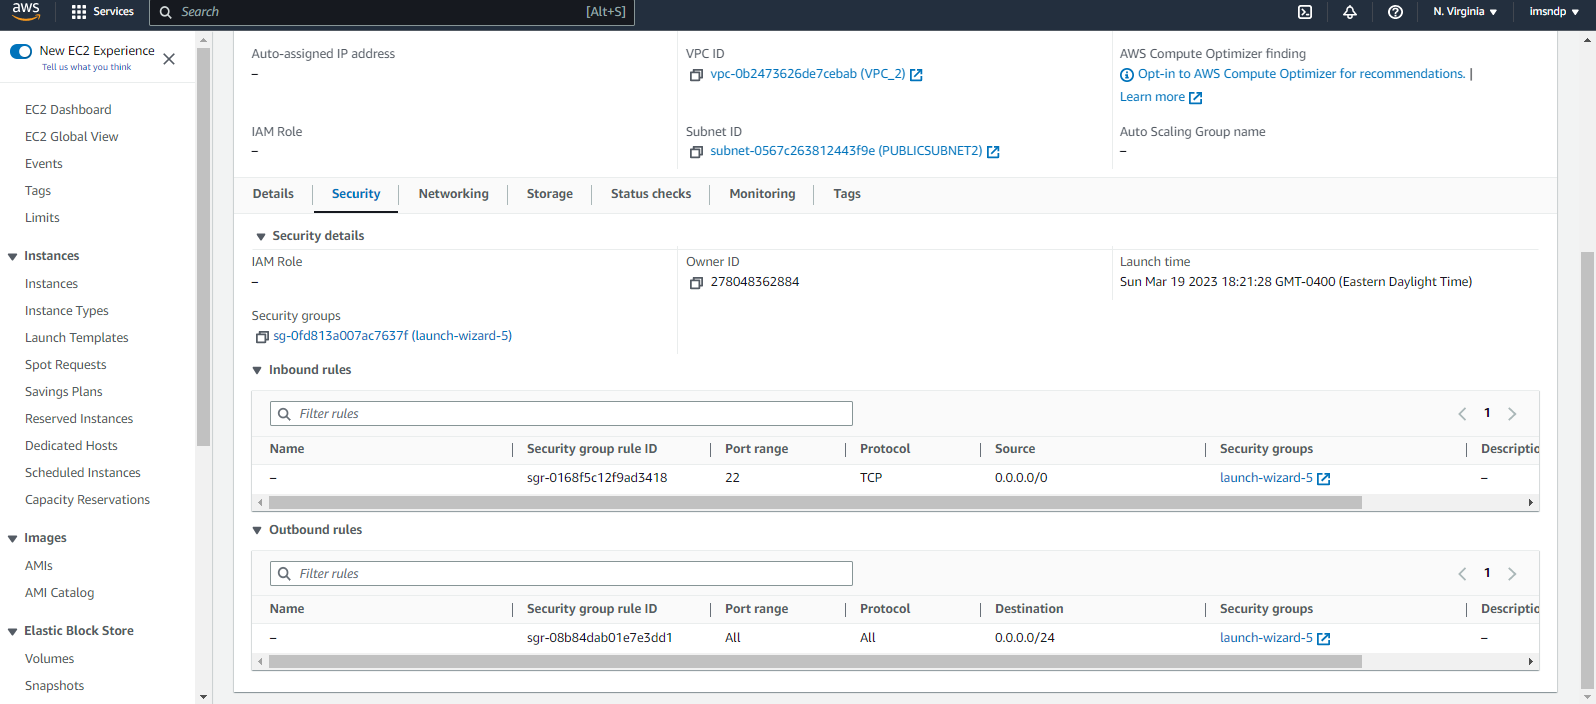 aws
Services
Search
[Alt+S]
N. Virginia
imsndp
New EC2 Experience
Tell us what you think
EC2 Dashboard
EC2 Global View
Events
Tags
Limits
Instances
Instances
Instance Types
Launch Templates
Spot Requests
Savings Plans
Reserved Instances
Dedicated Hosts
Scheduled Instances
Capacity Reservations
Images
AMIs
AMI Catalog
Elastic Block Store
Volumes
Snapshots
Auto-assigned IP address
–
VPC ID
vpc-0b2473626de7cebab (VPC_2)
AWS Compute Optimizer finding
Opt-in to AWS Compute Optimizer for recommendations. |
Learn more
IAM Role
–
Subnet ID
subnet-0567c263812443f9e (PUBLICSUBNET2)
Auto Scaling Group name
–
Details Security Networking Storage Status checks Monitoring Tags
Security details
IAM Role
–
Owner ID
278048362884
Launch time
Sun Mar 19 2023 18:21:28 GMT-0400 (Eastern Daylight Time)
Security groups
sg-0fd813a007ac7637f (launch-wizard-5)
Inbound rules
Filter rules
1
Name Security group rule ID Port range Protocol Source Security groups Descriptio
– sgr-0168f5c12f9ad3418 22 TCP 0.0.0.0/0 launch-wizard-5 –
Outbound rules
Filter rules
1
Name Security group rule ID Port range Protocol Destination Security groups Descriptio
– sgr-08b84dab01e7e3dd1 All All 0.0.0.0/24 launch-wizard-5 –